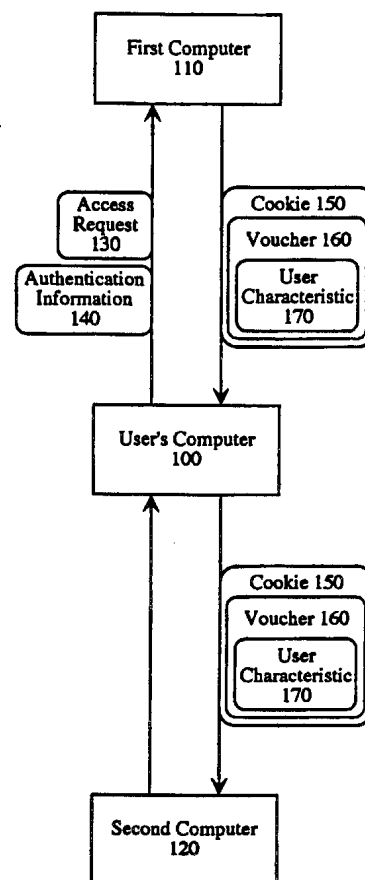 First Computer
110
Access
Request
130
Authentication
Information
140
Cookie 150
Voucher 160
User
Characteristic
170
User's Computer
100
Cookie 150
Voucher 160
User
Characteristic
170
Second Computer
120